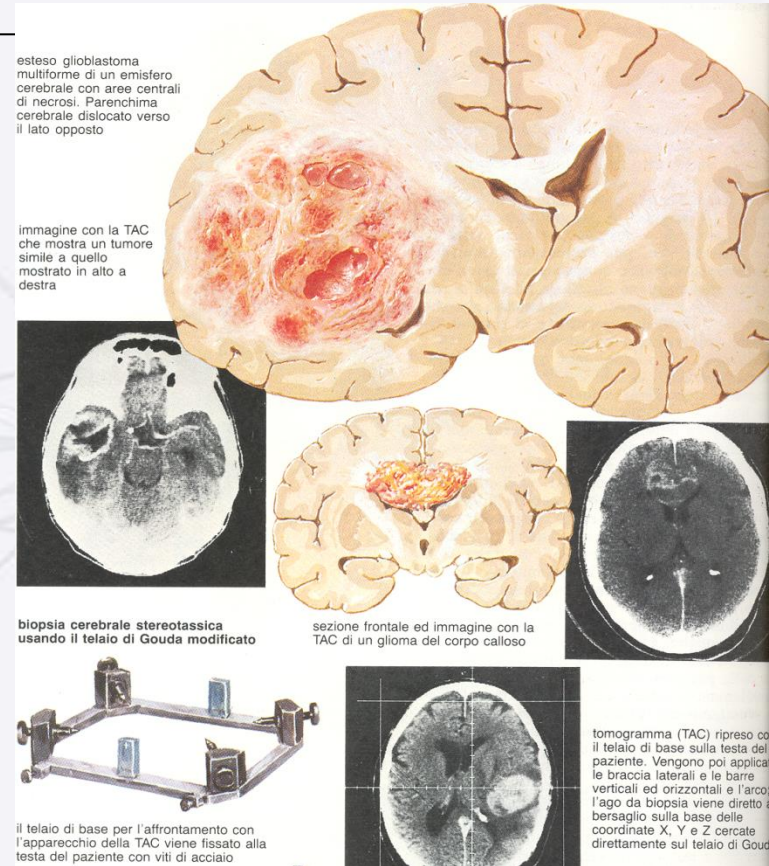 esteso glioblastoma
multiforme di un emisfero
cerebrale con aree centrali
di necrosi. Parenchima
cerebrale dislocato verso
il lato opposto
immagine con la TAC
che mostra un tumore
simile a quello
mostrato in alto a
destra
biopsia cerebrale stereotassica
usando il telaio di Gouda modificato
sezione frontale ed immagine con la
TAC di un glioma del corpo calloso
il telaio di base per l'affrontamento con
l'apparecchio della TAC viene fissato alla
testa del paziente con viti di acciaio
tomogramma (TAC) ripreso
il telaio di base sulla testa del
paziente. Vengono poi
le braccia laterali e le barre
verticali ed orizzontali e l'arco:
l'ago da biopsia viene diretto
bersaglio sulla base delle
coordinate X, Y e Z cercate
direttamente sul telaio di